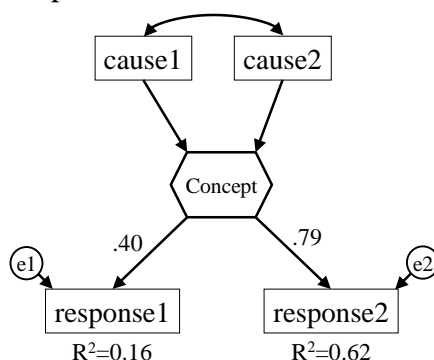 cause1 cause2
Concept
.40 .79
e1 e2
response1 response2
R²=0.16 R²=0.62